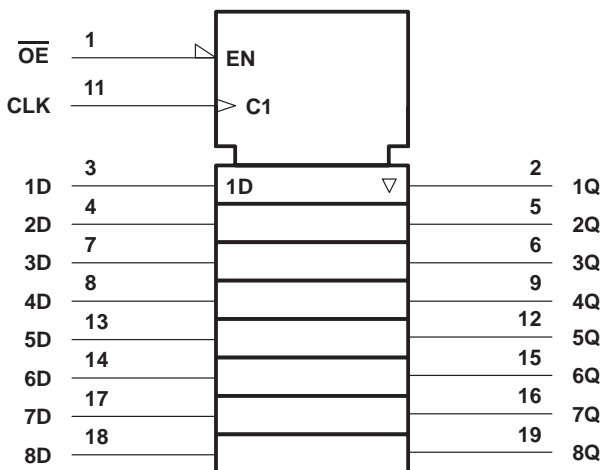 OE 1 EN
CLK 11 C1
1D 3 1D 2 1Q
2D 4 5 2Q
3D 7 6 3Q
4D 8 9 4Q
5D 13 12 5Q
6D 14 15 6Q
7D 17 16 7Q
8D 18 19 8Q